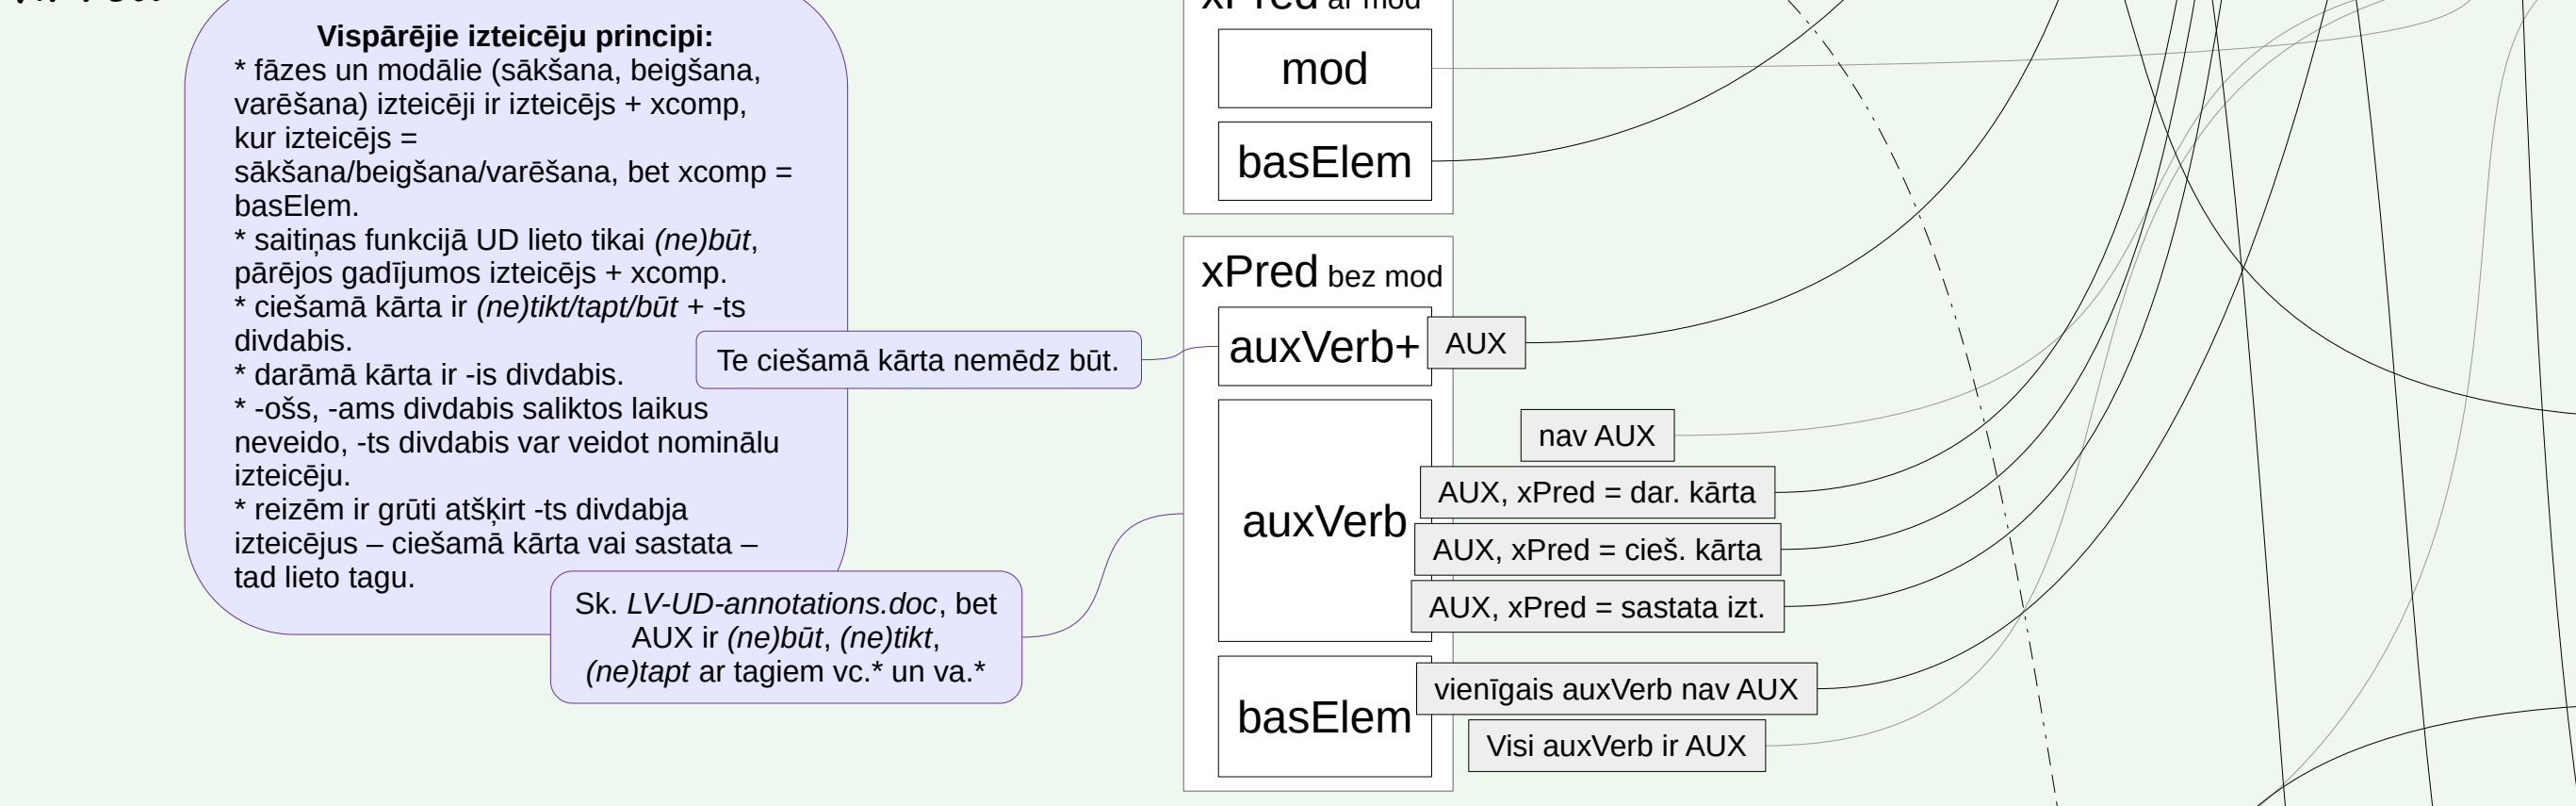 Vispārējie izteicēju principi:
* fāzes un modālie (sākšana, beigšana,
varēšana) izteicēji ir izteicējs + xcomp,
kur izteicējs =
sākšana/beigšana/varēšana, bet xcomp =
basElem.
* saitiņas funkcijā UD lieto tikai (ne)būt,
pārējos gadījumos izteicējs + xcomp.
* ciešamā kārta ir (ne)tikt/tapt/būt + -ts
divdabis.
* darāmā kārta ir -is divdabis.
* -ošs, -ams divdabis saliktos laikus
neveido, -ts divdabis var veidot nominālu
izteicēju.
* reizēm ir grūti atšķirt -ts divdabja
izteicējus – ciešamā kārta vai sastata –
tad lieto tagu.
Te ciešamā kārta nemēdz būt.
Sk. LV-UD-annotations.doc, bet
AUX ir (ne)būt, (ne)tikt,
(ne)tapt ar tagiem vc.* un va.*
xPred ar mod
mod
basElem
xPred bez mod
auxVerb+
AUX
auxVerb
nav AUX
AUX, xPred = dar. kārta
AUX, xPred = cieš. kārta
AUX, xPred = sastata izt.
basElem
vienīgais auxVerb nav AUX
Visi auxVerb ir AUX